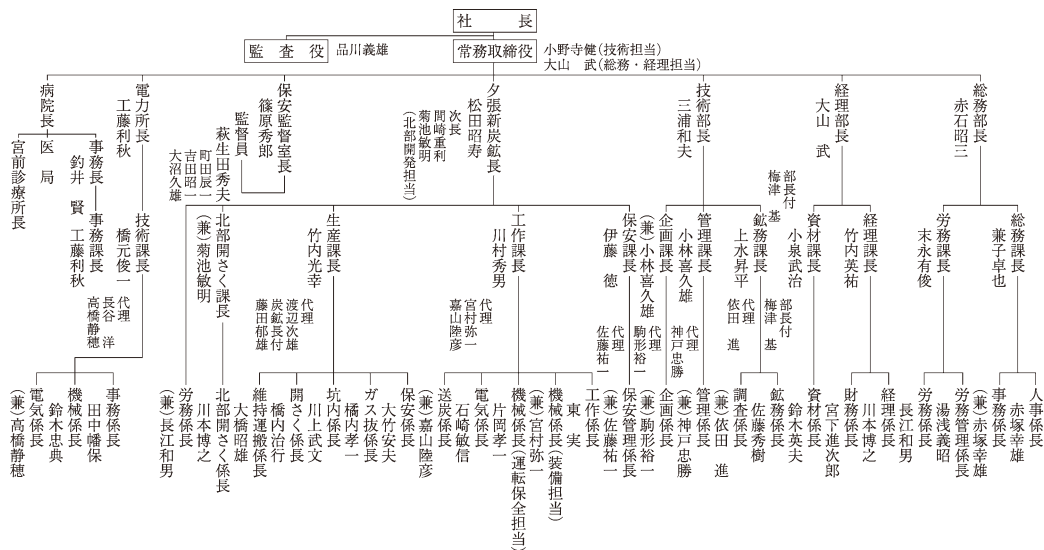 社長
監査役
品川義雄
常務取締役
小野寺健(技術担当)
大山 武(総務・経理担当)
総務部長
赤石昭三
経理部長
大山 武
技術部長
三浦和夫
夕張新炭鉱長
松田昭寿
次長
間崎重利
菊池敏明
(北部開発担当)
保安監督室長
篠原秀郎
監督員
萩生田秀夫
町田辰一
吉田昭一
大沼久雄
電力所長
工藤利秋
病院長
事務長
釣井 賢
医局
宮前診療所長
事務課長
工藤利秋
技術課長
橋元俊一
代理
長谷 洋
高橋静穂
総務課長
兼子卓也
労務課長
末永有俊
経理課長
竹内英祐
資材課長
小泉武治
部長付
梅津 基
鉱務課長
上水昇平
部長付
梅津 基
代理
依田 進
管理課長
小林喜久雄
代理
神戸忠勝
企画課長
(兼)小林喜久雄
代理
駒形裕一
保安課長
伊藤 徳
代理
佐藤祐一
工作課長
川村秀男
代理
宮村弥一
嘉山陸彦
生産課長
竹内光幸
代理
渡辺次雄
炭鉱長付
藤田郁雄
北部開さく課長
(兼)菊池敏明
人事係長
赤塚幸雄
事務係長
(兼)赤塚幸雄
労務管理係長
湯浅義昭
労務係長
長江和男
経理係長
川本博之
財務係長
宮下進次郎
資材係長
鈴木英夫
鉱務係長
佐藤秀樹
調査係長
(兼)依田 進
管理係長
(兼)神戸忠勝
企画係長
(兼)駒形裕一
保安管理係長
(兼)佐藤祐一
工作係長
東 実
機械係長(装備担当)
(兼)宮村弥一
機械係長(運転保全担当)
片岡孝一
電気係長
石崎敏信
送炭係長
(兼)嘉山陸彦
保安係長
大竹安夫
ガス抜係長
橘内孝一
坑内係長
川上武文
開さく係長
橋内治行
維持運搬係長
大橋昭雄
北部開さく係長
川本博之
労務係長
(兼)長江和男
事務係長
田中幡保
機械係長
鈴木忠典
電気係長
(兼)高橋静穂